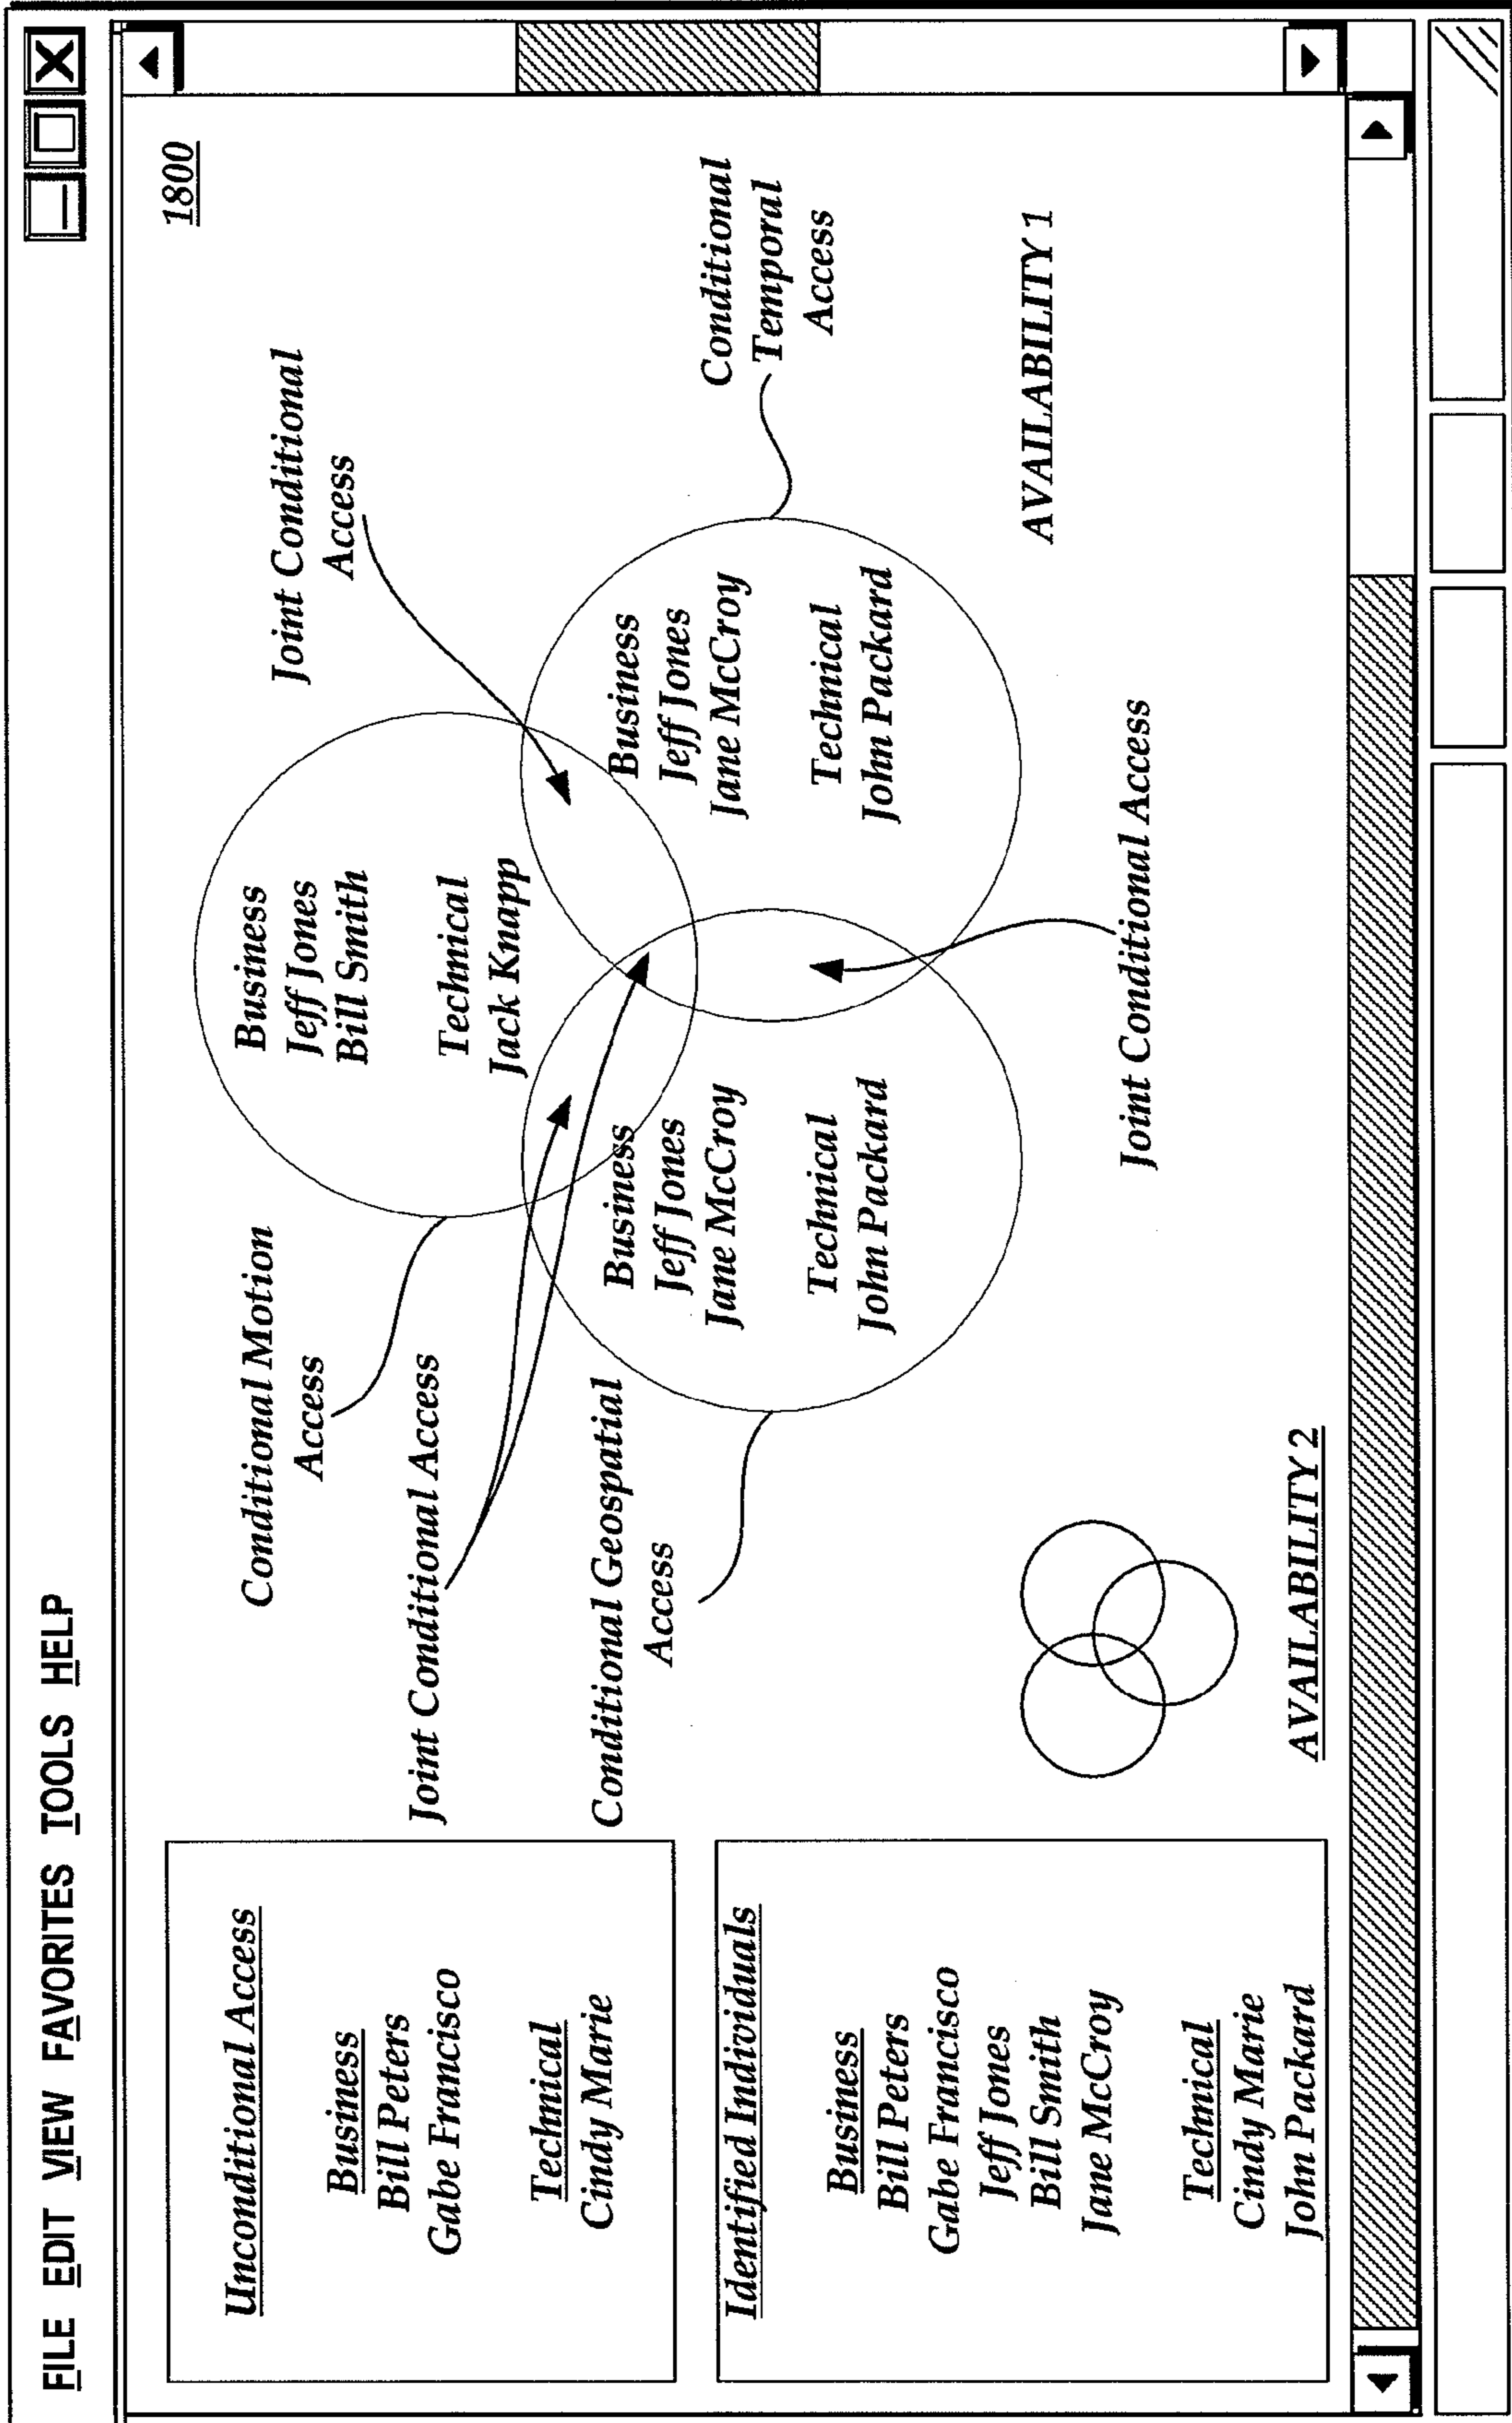 FILE EDIT VIEW FAVORITES TOOLS HELP
1800
Unconditional Access
Business
Bill Peters
Gabe Francisco
Technical
Cindy Marie
Identified Individuals
Business
Bill Peters
Gabe Francisco
Jeff Jones
Bill Smith
Jane McCroy
Technical
Cindy Marie
John Packard
Conditional Motion
Access
Joint Conditional Access
Conditional Geospatial
Access
Business
Jeff Jones
Bill Smith
Technical
Jack Knapp
Business
Jeff Jones
Jane McCroy
Technical
John Packard
Business
Jeff Jones
Jane McCroy
Technical
John Packard
Joint Conditional
Access
Conditional
Temporal
Access
Joint Conditional Access
AVAILABILITY 1
AVAILABILITY 2